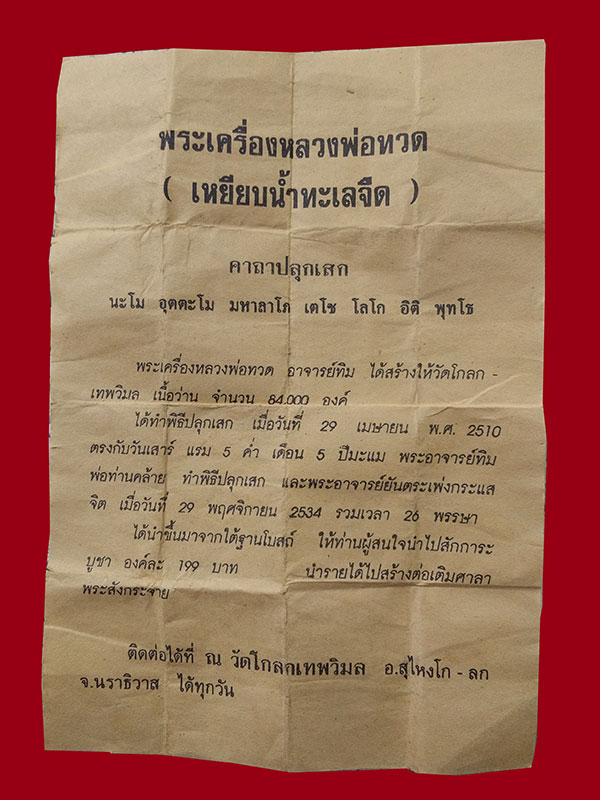 พระเครื่องหลวงพ่อทวด
( เหยียบน้ำทะเลจืด )
คาถาปลุกเสก
นะโม อุตตะโม มหาลาโภ เตโช โลโก อิติ พุทโธ
พระเครื่องหลวงพ่อทวด อาจารย์ทิม ได้สร้างให้วัดโกลก -
เทพวิมล เนื้อว่าน จำนวน 84.000 องค์
ได้ทำพิธีปลุกเสก เมื่อวันที่ 29 เมษายน พ.ศ. 2510
ตรงกับวันเสาร์ แรม 5 ค่ำ เดือน 5 ปีมะแม พระอาจารย์ทิม
พ่อท่านคล้าย ทำพิธีปลุกเสก และพระอาจารย์ยันตระเพ่งกระแส
จิต เมื่อวันที่ 29 พฤศจิกายน 2534 รวมเวลา 26 พรรษา
ได้นำขึ้นมาจากใต้ฐานโบสถ์ ให้ท่านผู้สนใจนำไปสักการะ
บูชา องค์ละ 199 บาท นำรายได้ไปสร้างต่อเติมศาลา
พระสังกระจาย
ติดต่อได้ที่ ณ วัดโกลกเทพวิมล อ.สุไหงโก - ลก
จ.นราธิวาส ได้ทุกวัน